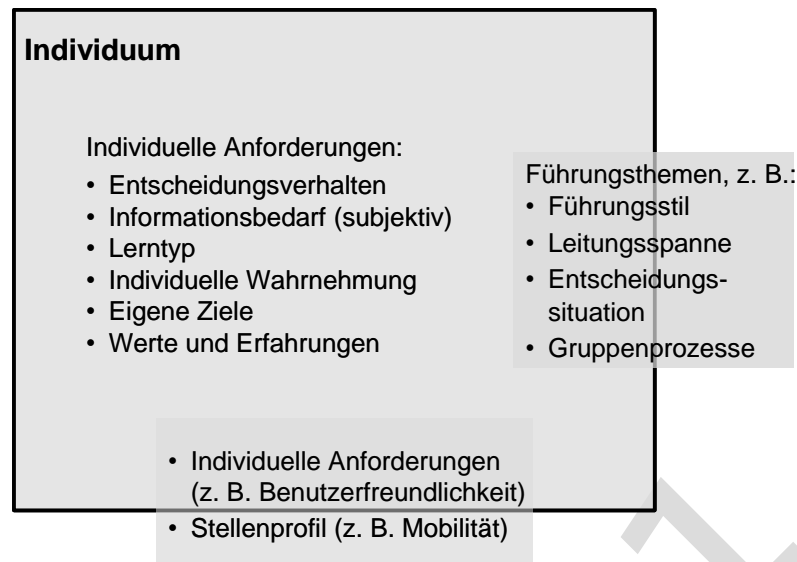 Individuum
Individuelle Anforderungen:
• Entscheidungsverhalten
• Informationsbedarf (subjektiv)
• Lerntyp
• Individuelle Wahrnehmung
• Eigene Ziele
• Werte und Erfahrungen
Führungsthemen, z. B.:
• Führungsstil
• Leitungsspanne
• Entscheidungs-
situation
• Gruppenprozesse
• Individuelle Anforderungen
(z. B. Benutzerfreundlichkeit)
• Stellenprofil (z. B. Mobilität)